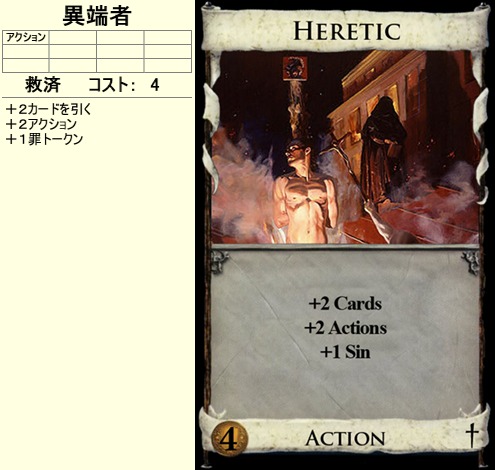 異端者
アクション
救済 コスト: 4
+2カードを引く
+2アクション
+1罪トークン
HERETIC
+2 Cards
+2 Actions
+1 Sin
4 ACTION †